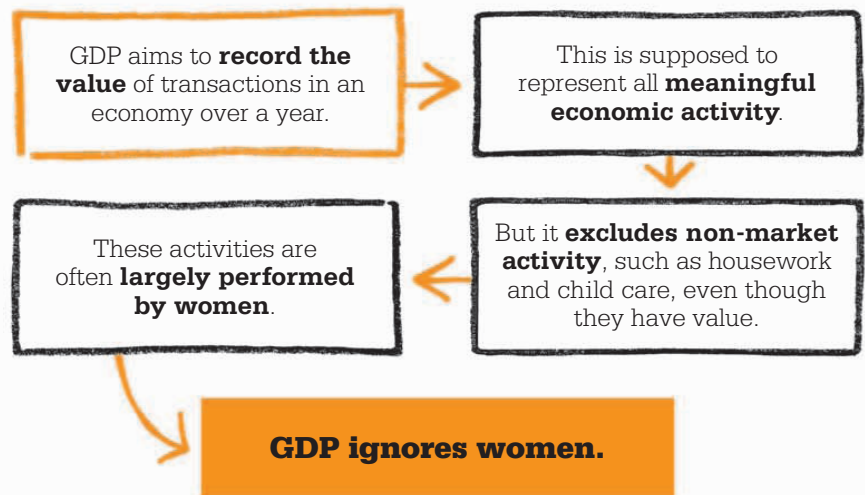 GDP aims to record the
value of transactions in an
economy over a year.
This is supposed to
represent all meaningful
economic activity.
But it excludes non-market
activity, such as housework
and child care, even though
they have value.
These activities are
often largely performed
by women.
GDP ignores women.